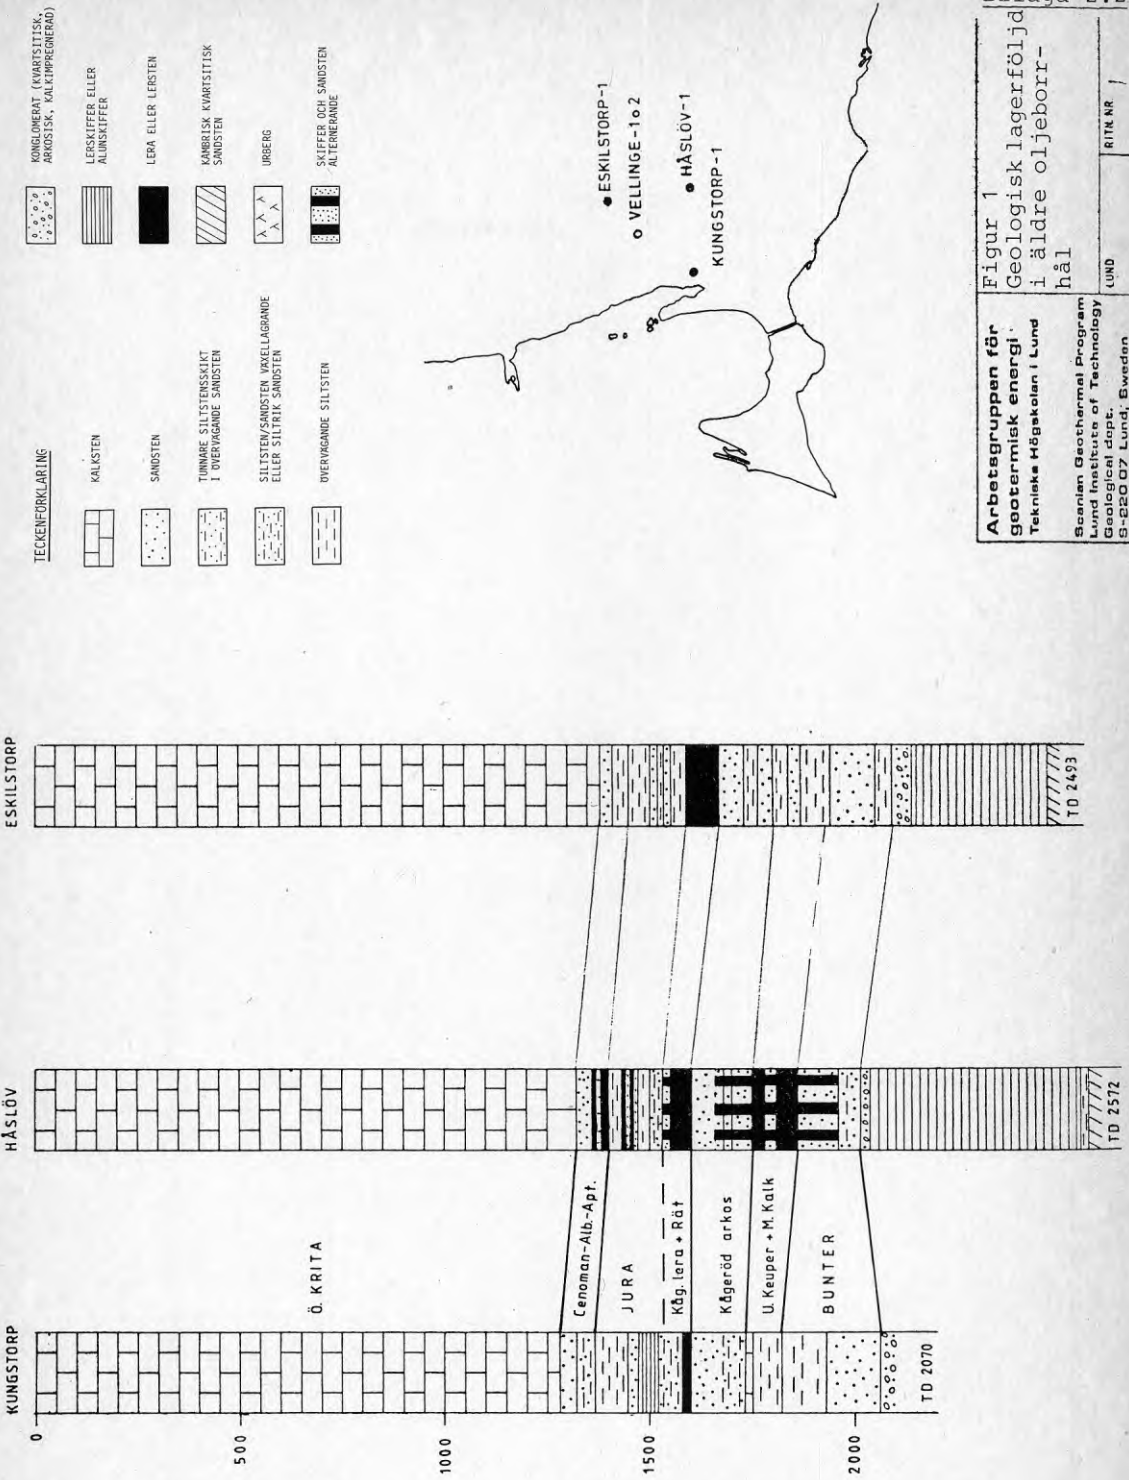 KUNGSTORP
HÅSLÖV
ESKILSTORP
0
500
1000
1500
2000
Ö. KRITA
Cenoman-Alb.-Apt.
JURA
Kåg. lera + Rät
Kågeröd arkos
U. Keuper + M. Kalk
BUNTER
TD 2070
TD 2572
TD 2493
TECKENFÖRKLARING
KALKSTEN
SANDSTEN
TUNNARE SILTSTENSSKIKT
I ÖVERVÄGANDE SANDSTEN
SILTSTEN/SANDSTEN VÄXELLAGRANDE
ELLER SILTRIK SANDSTEN
ÖVERVÄGANDE SILTSTEN
KONGLOMERAT (KVARTSITISK,
ARKOSISK, KALKIMPREGNERAD)
LERSKIFFER ELLER
ALUNSKIFFER
LERA ELLER LERSTEN
KAMBRISK KVARTSITISK
SANDSTEN
URBERG
SKIFFER OCH SANDSTEN
ALTERNERANDE
ESKILSTORP-1
VELLINGE-1o2
HÅSLÖV-1
KUNGSTORP-1
Arbetsgruppen för
geotermisk energi
Tekniska Högskolan i Lund
Scanian Geothermal Program
Lund Institute of Technology
Geological dept.
S-220 07 Lund, Sweden
Figur 1
Geologisk lagerföljd
i äldre oljeborr-
hål
LUND
RITN. NR
1